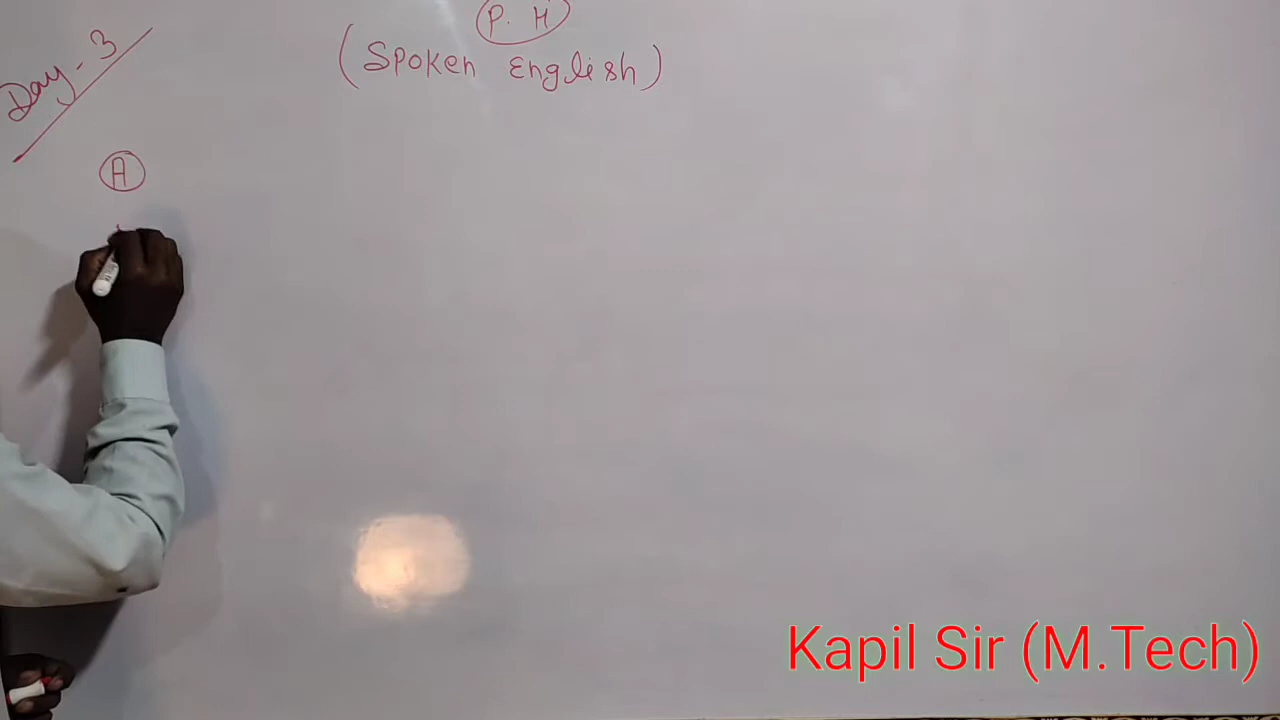 P. H
(Spoken English)
Day - 3
A
Kapil Sir (M.Tech)